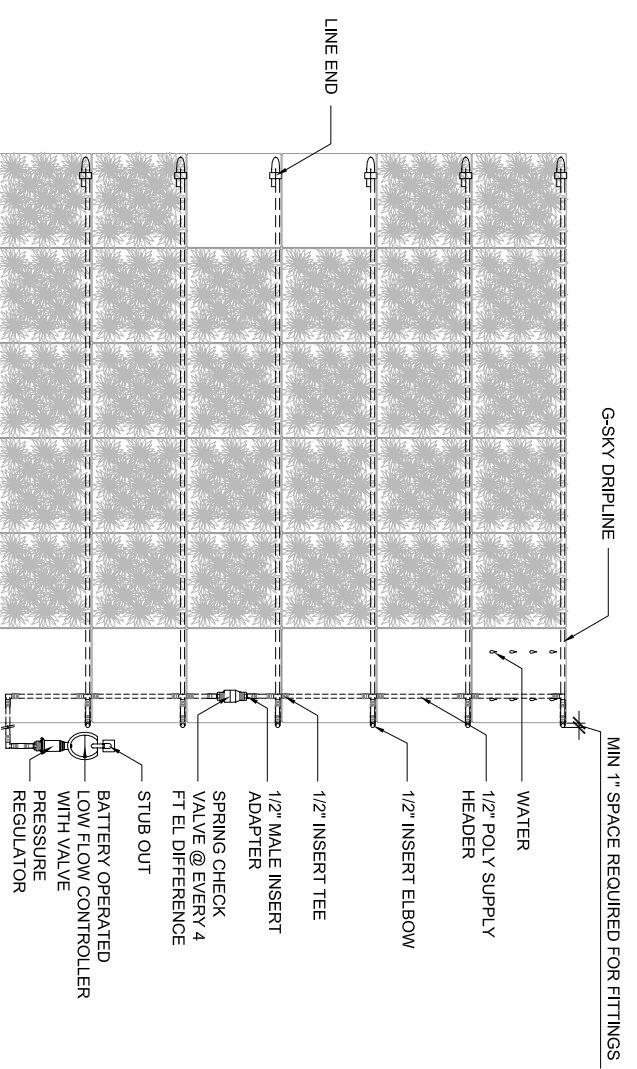 LINE END
G-SKY DRIPLINE
MIN 1" SPACE REQUIRED FOR FITTINGS
WATER
1/2" POLY SUPPLY
HEADER
1/2" INSERT ELBOW
1/2" INSERT TEE
1/2" MALE INSERT
ADAPTER
SPRING CHECK
VALVE @ EVERY 4
FT EL DIFFERENCE
STUB OUT
BATTERY OPERATED
LOW FLOW CONTROLLER
WITH VALVE
PRESSURE
REGULATOR